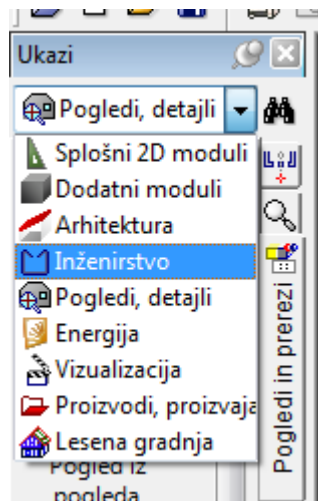 Ukazi
Pogledi, detajli
Splošni 2D moduli
Dodatni moduli
Arhitektura
Inženirstvo
Pogledi, detajli
Energija
Vizualizacija
Proizvodi, proizvaja
Lesena gradnja
Pogled iz
pogleda
Pogledi in prerezi